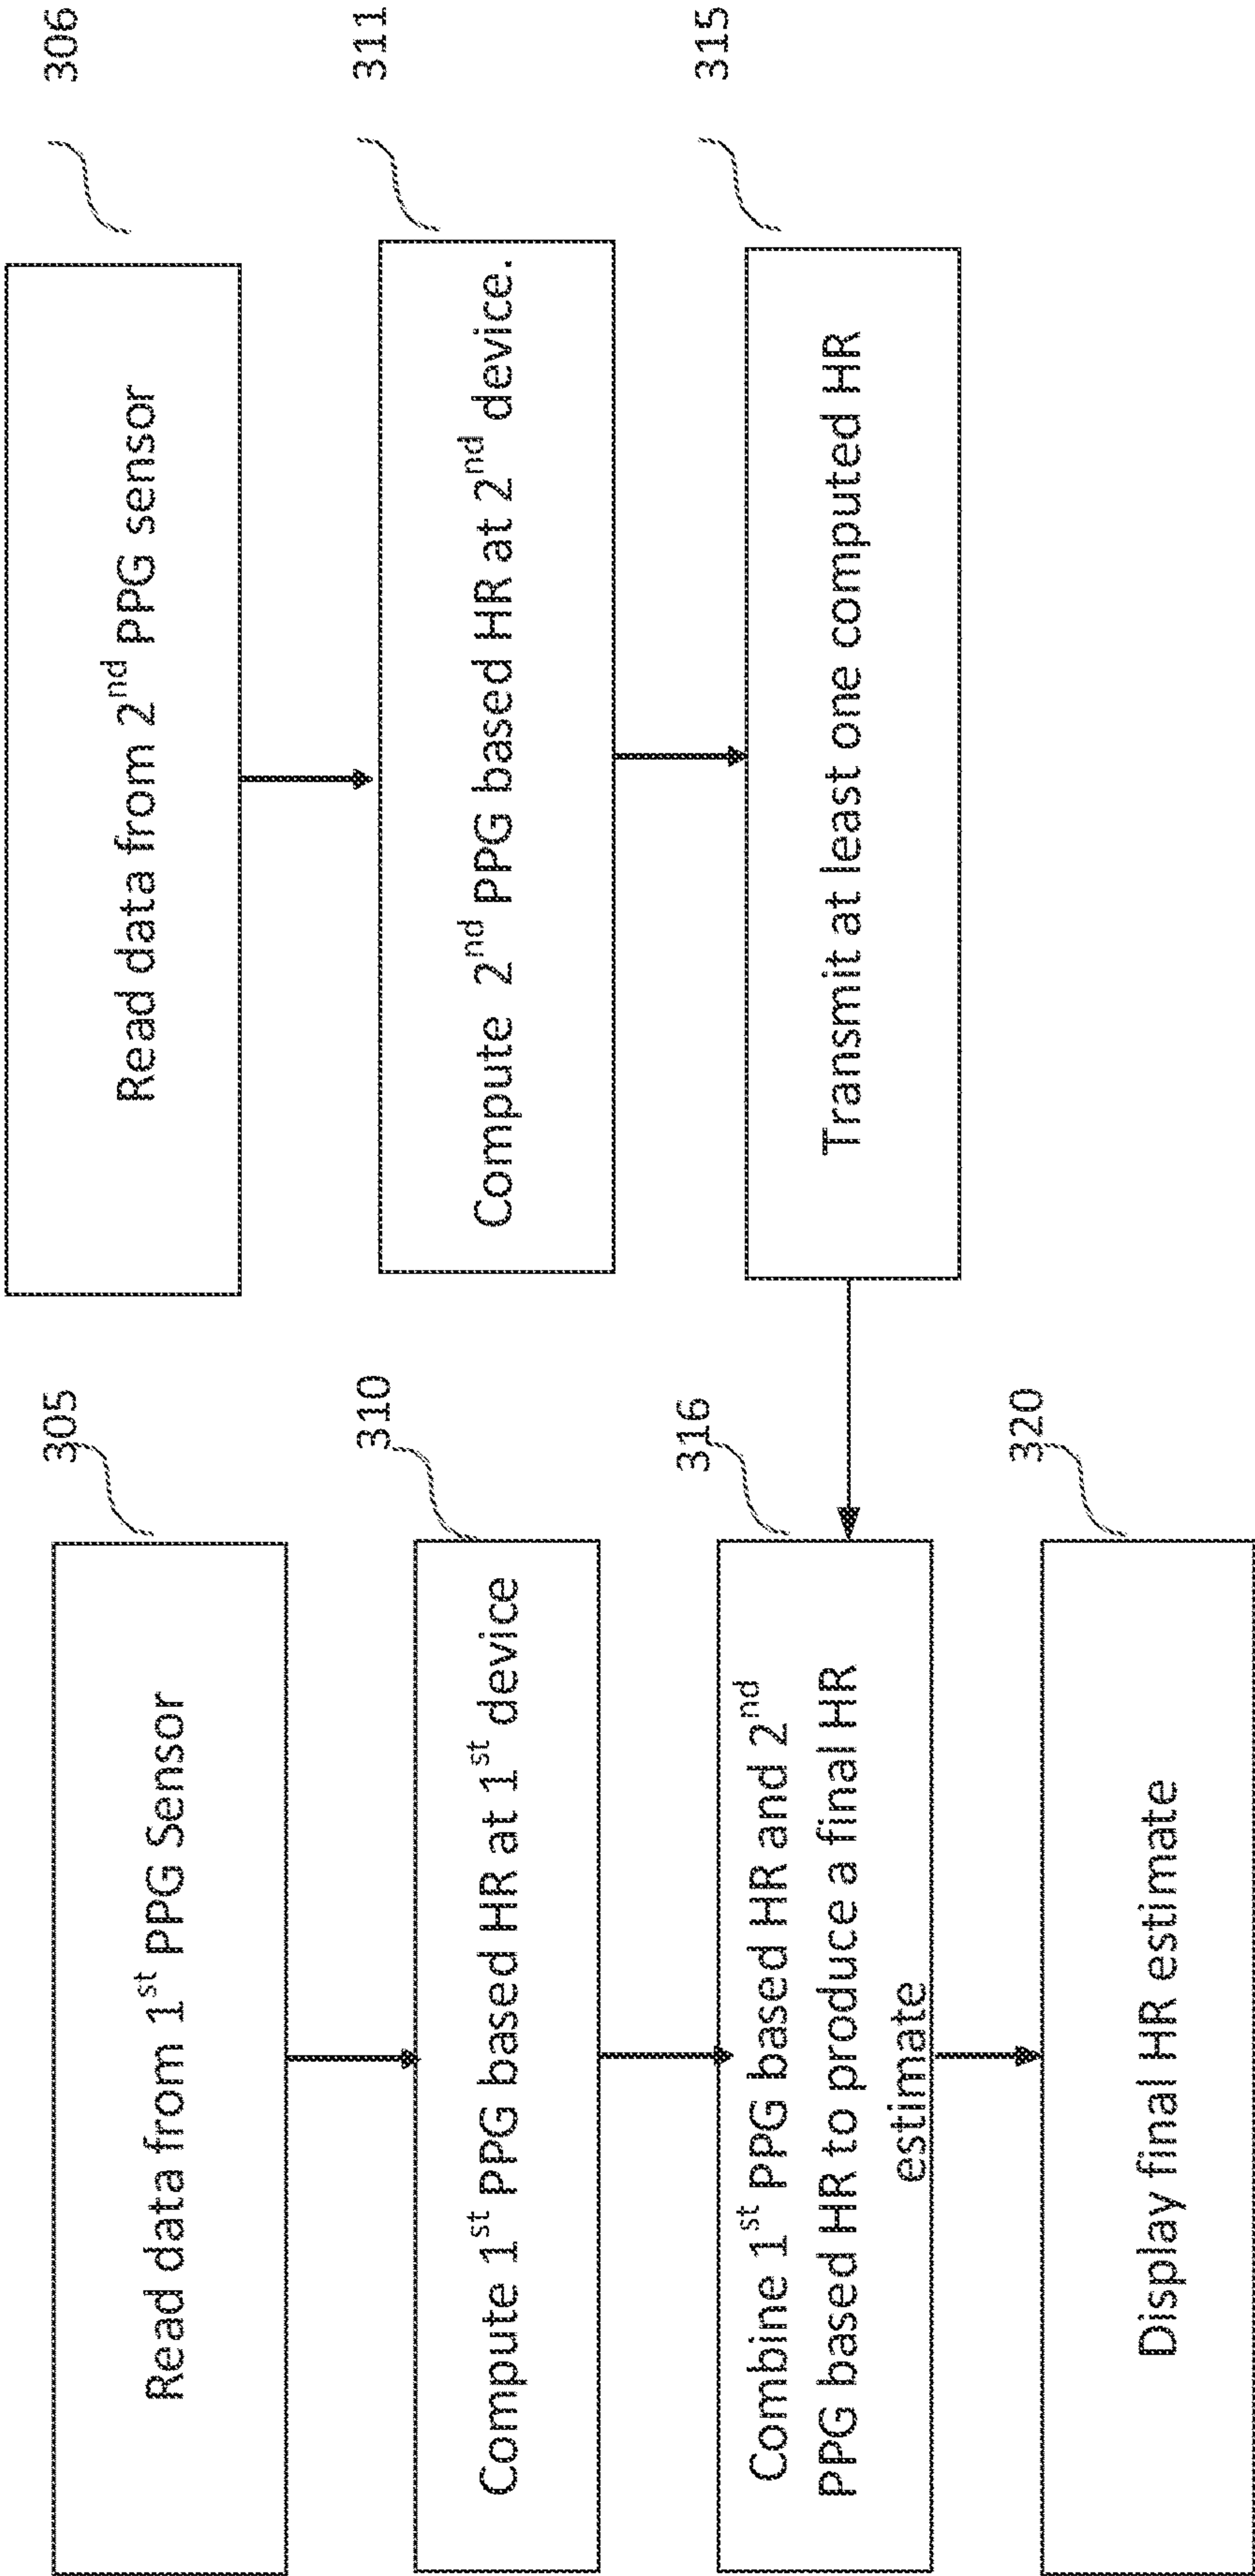 305
Read data from 1st PPG Sensor
310
Compute 1st PPG based HR at 1st device
316
Combine 1st PPG based HR and 2nd
PPG based HR to produce a final HR
estimate
320
Display final HR estimate
306
Read data from 2nd PPG sensor
311
Compute 2nd PPG based HR at 2nd device.
315
Transmit at least one computed HR